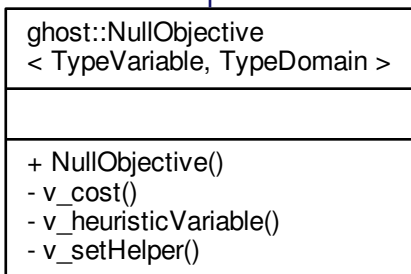 ghost::NullObjective
< TypeVariable, TypeDomain >
+ NullObjective()
- v_cost()
- v_heuristicVariable()
- v_setHelper()